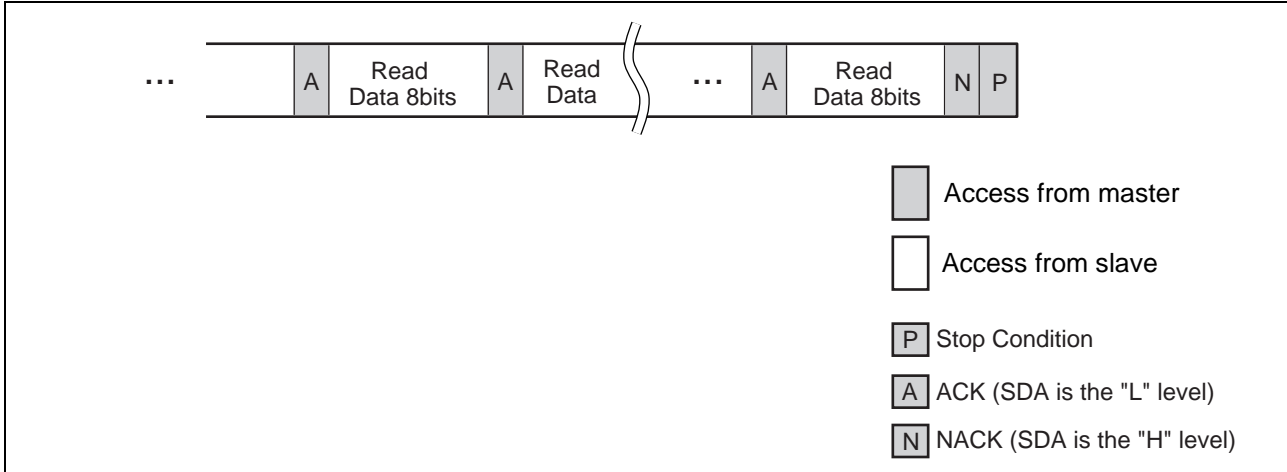 ... A Read Data 8bits A Read Data ... A Read Data 8bits N P
Access from master
Access from slave
P Stop Condition
A ACK (SDA is the "L" level)
N NACK (SDA is the "H" level)